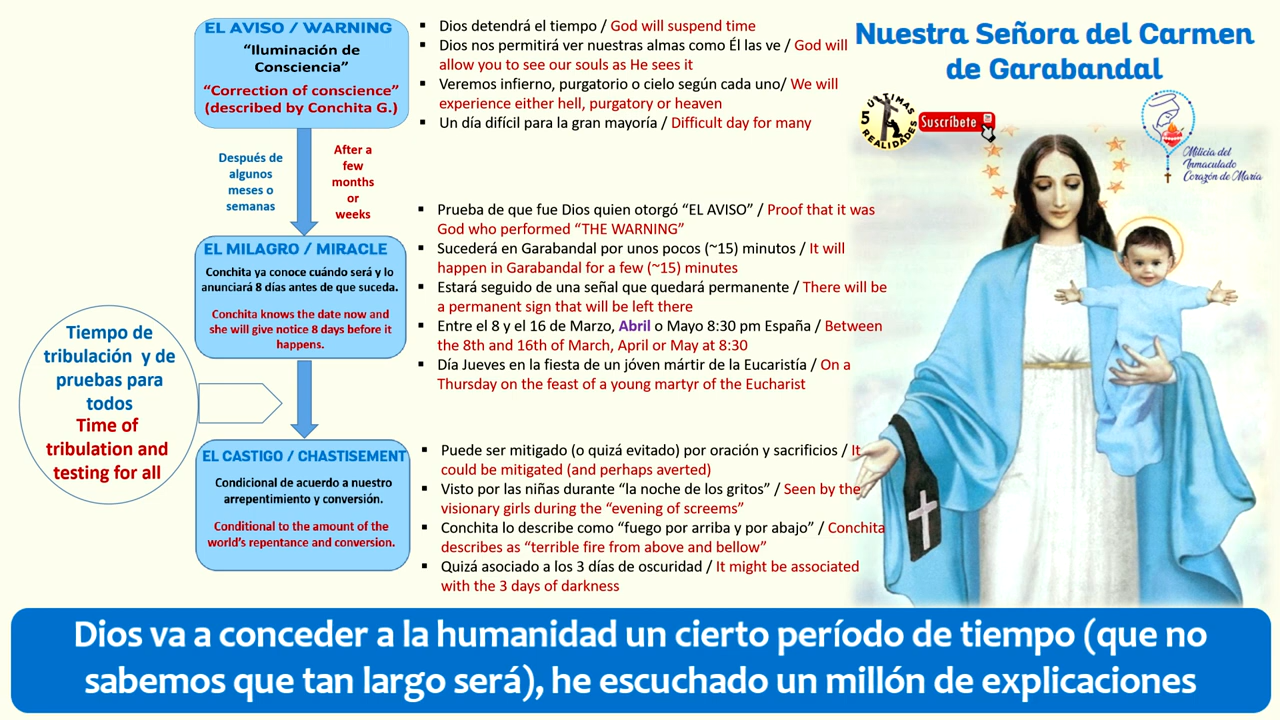 EL AVISO / WARNING
“Iluminación de
Consciencia”
“Correction of conscience”
(described by Conchita G.)
Dios detendrá el tiempo / God will suspend time
Dios nos permitirá ver nuestras almas como Él las ve / God will
allow you to see our souls as He sees it
Veremos infierno, purgatorio o cielo según cada uno/ We will
experience either hell, purgatory or heaven
Un día difícil para la gran mayoría / Difficult day for many
Nuestra Señora del Carmen
de Garabandal
5 ÚLTIMAS
REALIDADES
Suscríbete
Milicia del
Inmaculado
Corazón de María
Después de
algunos
meses o
semanas
After a
few
months
or
weeks
EL MILAGRO / MIRACLE
Conchita ya conoce cuándo será y lo
anunciará 8 días antes de que suceda.
Conchita knows the date now and
she will give notice 8 days before it
happens.
Prueba de que fue Dios quien otorgó “EL AVISO” / Proof that it was
God who performed “THE WARNING”
Sucederá en Garabandal por unos pocos (~15) minutos / It will
happen in Garabandal for a few (~15) minutes
Estará seguido de una señal que quedará permanente / There will be
a permanent sign that will be left there
Entre el 8 y el 16 de Marzo, Abril o Mayo 8:30 pm España / Between
the 8th and 16th of March, April or May at 8:30
Día Jueves en la fiesta de un jóven mártir de la Eucaristía / On a
Thursday on the feast of a young martyr of the Eucharist
Tiempo de
tribulación y de
pruebas para
todos
Time of
tribulation and
testing for all
EL CASTIGO / CHASTISEMENT
Condicional de acuerdo a nuestro
arrepentimiento y conversión.
Conditional to the amount of the
world’s repentance and conversion.
Puede ser mitigado (o quizá evitado) por oración y sacrificios / It
could be mitigated (and perhaps averted)
Visto por las niñas durante “la noche de los gritos” / Seen by the
visionary girls during the “evening of screems”
Conchita lo describe como “fuego por arriba y por abajo” / Conchita
describes as “terrible fire from above and bellow”
Quizá asociado a los 3 días de oscuridad / It might be associated
with the 3 days of darkness
Dios va a conceder a la humanidad un cierto período de tiempo (que no
sabemos que tan largo será), he escuchado un millón de explicaciones